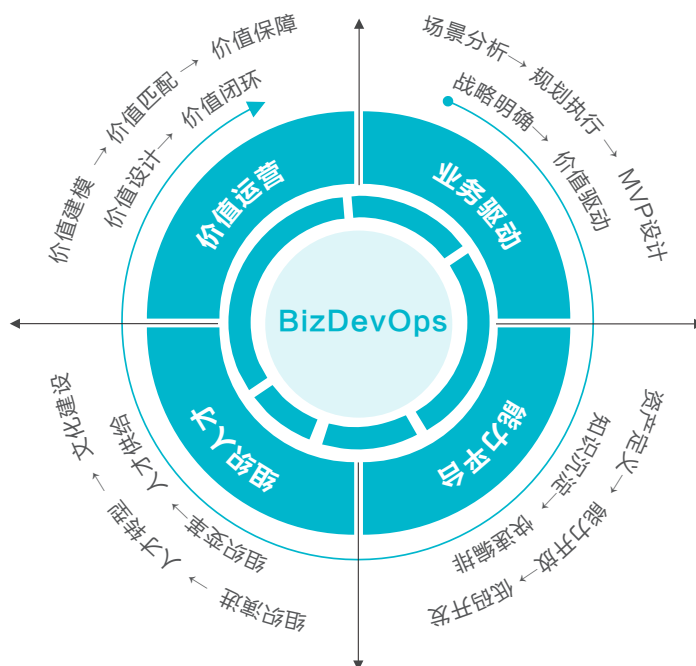 价值建模 → 价值匹配 → 价值保障
价值设计 → 价值闭环
场景分析 → 规划执行 → MVP设计
战略明确 → 价值驱动
价值运营
业务驱动
BizDevOps
组织人才
能力平台
组织变革 → 人才供给
组织演进 → 人才转型 → 文化建设
知识沉淀 → 快速编排
资产定义 → 能力开放 → 低码开发